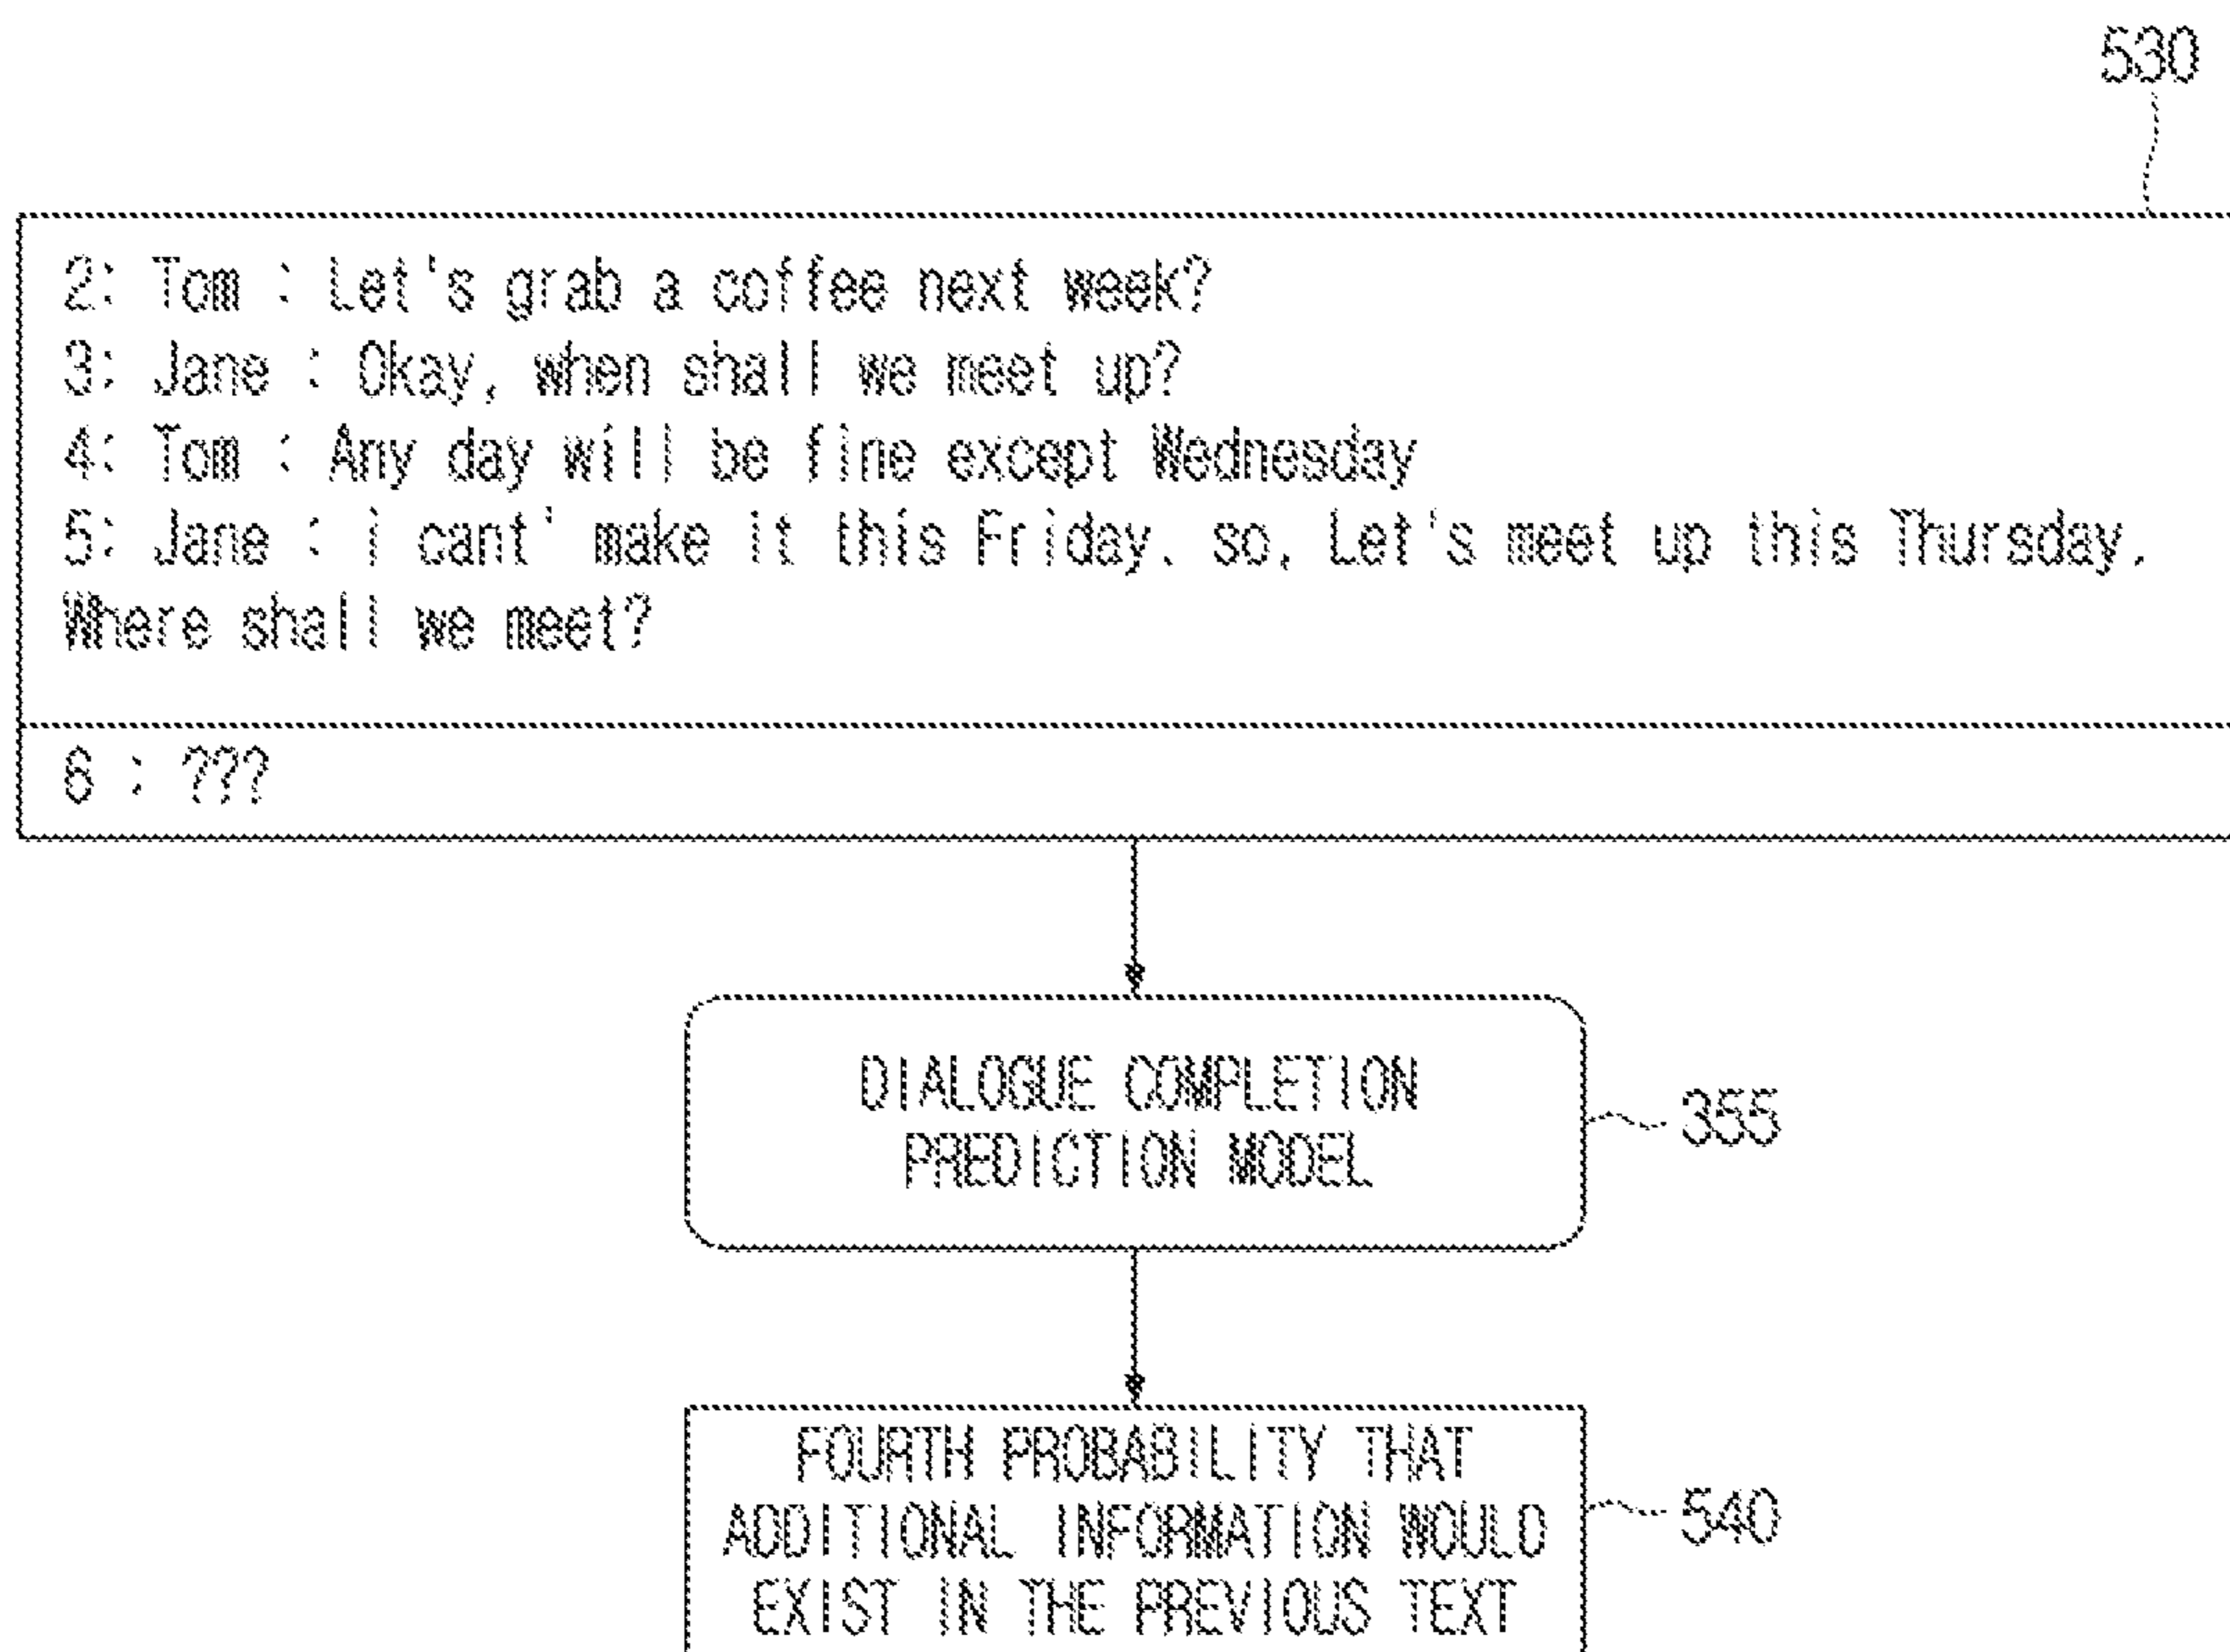 530
2: Tom : Let's grab a coffee next week?
3: Jane : Okay, when shall we meet up?
4: Tom : Any day will be fine except Wednesday
5: Jane : i cant' make it this Friday. so, Let's meet up this Thursday.
Where shall we meet?
6 : ???
DIALOGUE COMPLETION
PREDICTION MODEL
355
FOURTH PROBABILITY THAT
ADDITIONAL INFORMATION WOULD
EXIST IN THE PREVIOUS TEXT
540